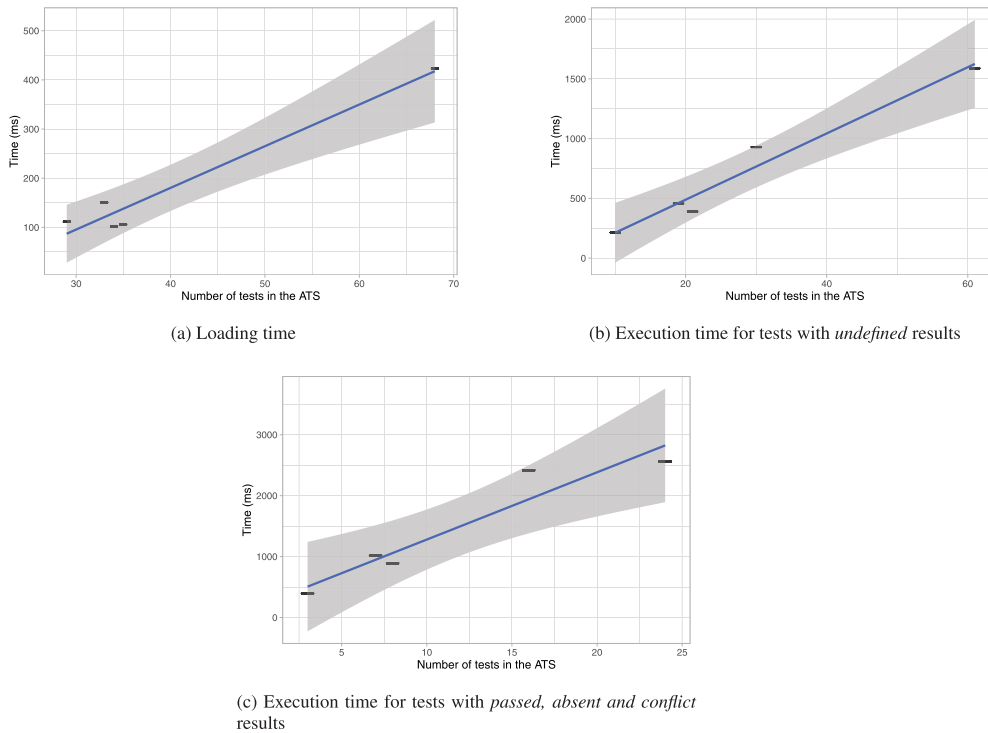 500
400
300
200
100
Time (ms)
30 40 50 60 70
Number of tests in the ATS
(a) Loading time
2000
1500
1000
500
0
Time (ms)
20 40 60
Number of tests in the ATS
(b) Execution time for tests with undefined results
3000
2000
1000
0
Time (ms)
5 10 15 20 25
Number of tests in the ATS
(c) Execution time for tests with passed, absent and conflict
results